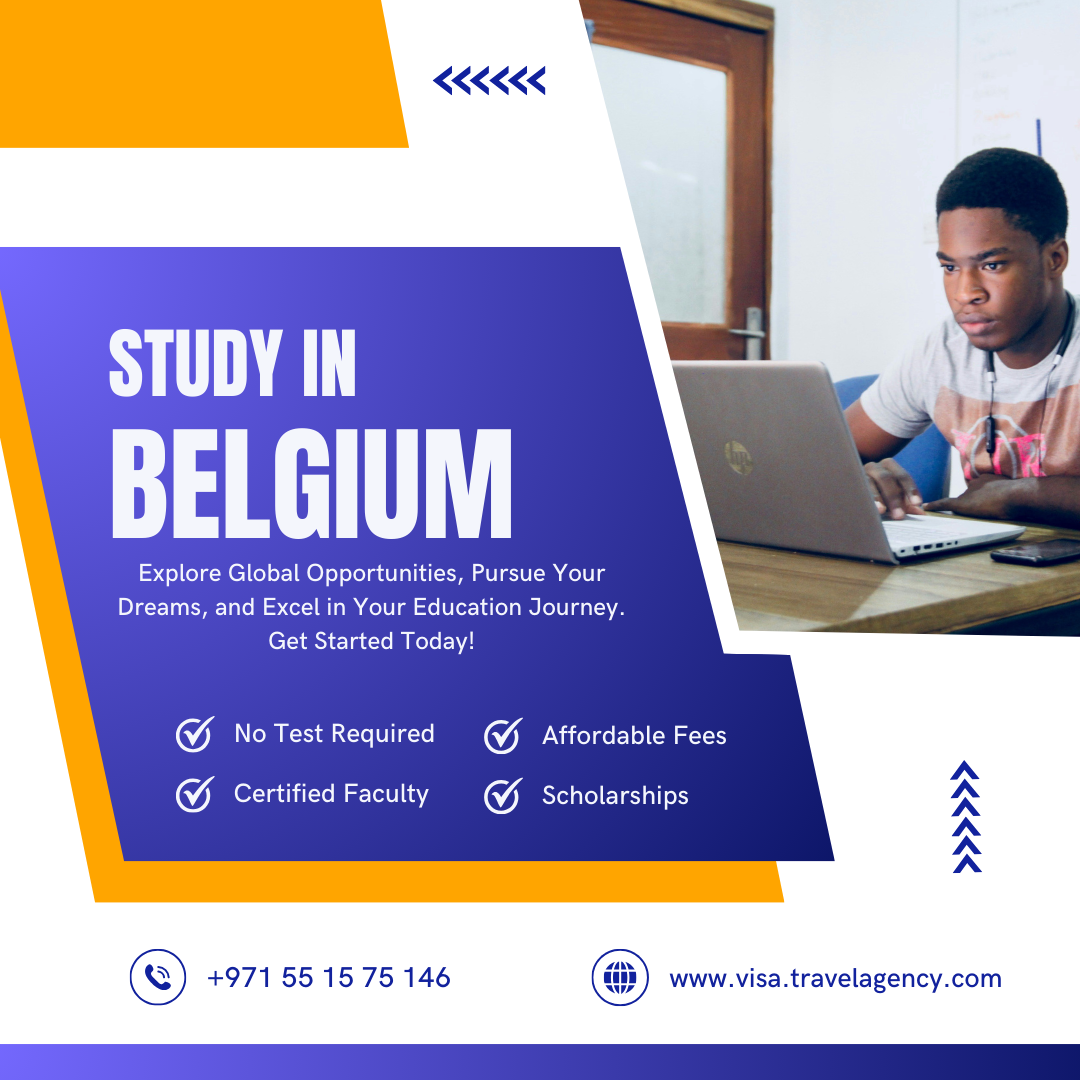 STUDY IN
BELGIUM
Explore Global Opportunities, Pursue Your
Dreams, and Excel in Your Education Journey.
Get Started Today!
No Test Required
Affordable Fees
Certified Faculty
Scholarships
+971 55 15 75 146
www.visa.travelagency.com